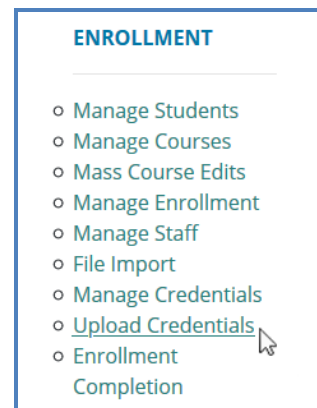 ENROLLMENT
Manage Students
Manage Courses
Mass Course Edits
Manage Enrollment
Manage Staff
File Import
Manage Credentials
Upload Credentials
Enrollment
Completion